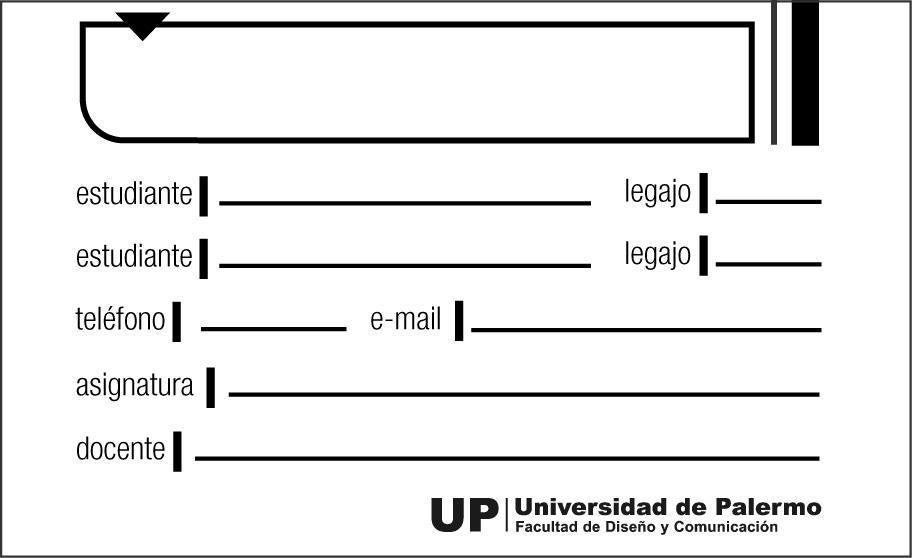 estudiante legajo
estudiante legajo
teléfono e-mail
asignatura
docente
UP Universidad de Palermo
Facultad de Diseño y Comunicación